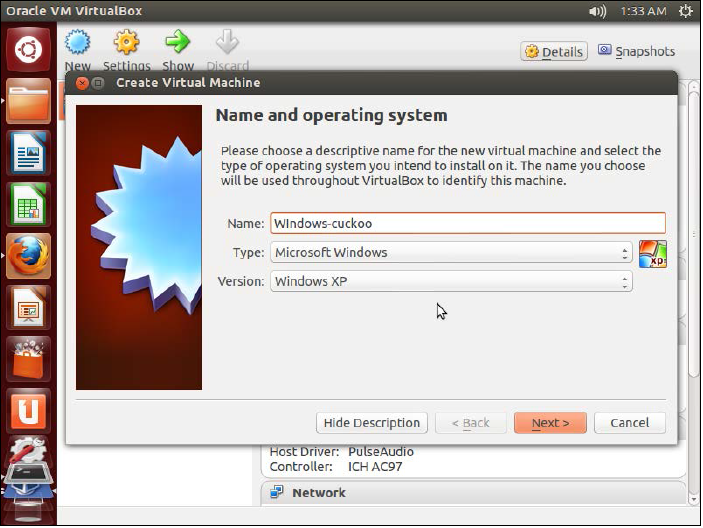 Oracle VM VirtualBox
1:33 AM
New
Settings
Show
Discard
Details
Snapshots
Create Virtual Machine
Name and operating system
Please choose a descriptive name for the new virtual machine and select the
type of operating system you intend to install on it. The name you choose
will be used throughout VirtualBox to identify this machine.
Name: WIndows-cuckoo
Type: Microsoft Windows
xp
Version: Windows XP
Hide Description
< Back
Next >
Cancel
Host Driver: PulseAudio
Controller: ICH AC97
Network